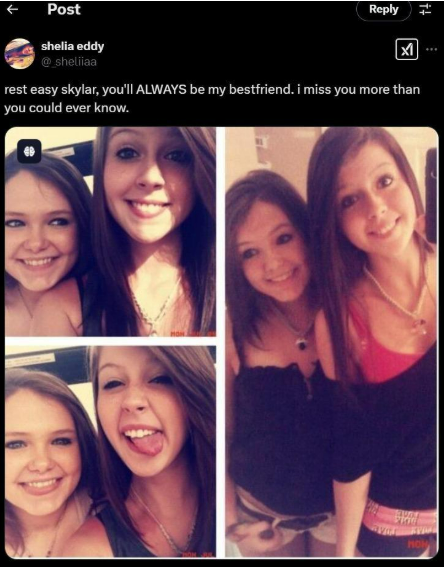 Post
Reply
shelia eddy
@_sheliiaa
rest easy skylar, you'll ALWAYS be my bestfriend. i miss you more than
you could ever know.